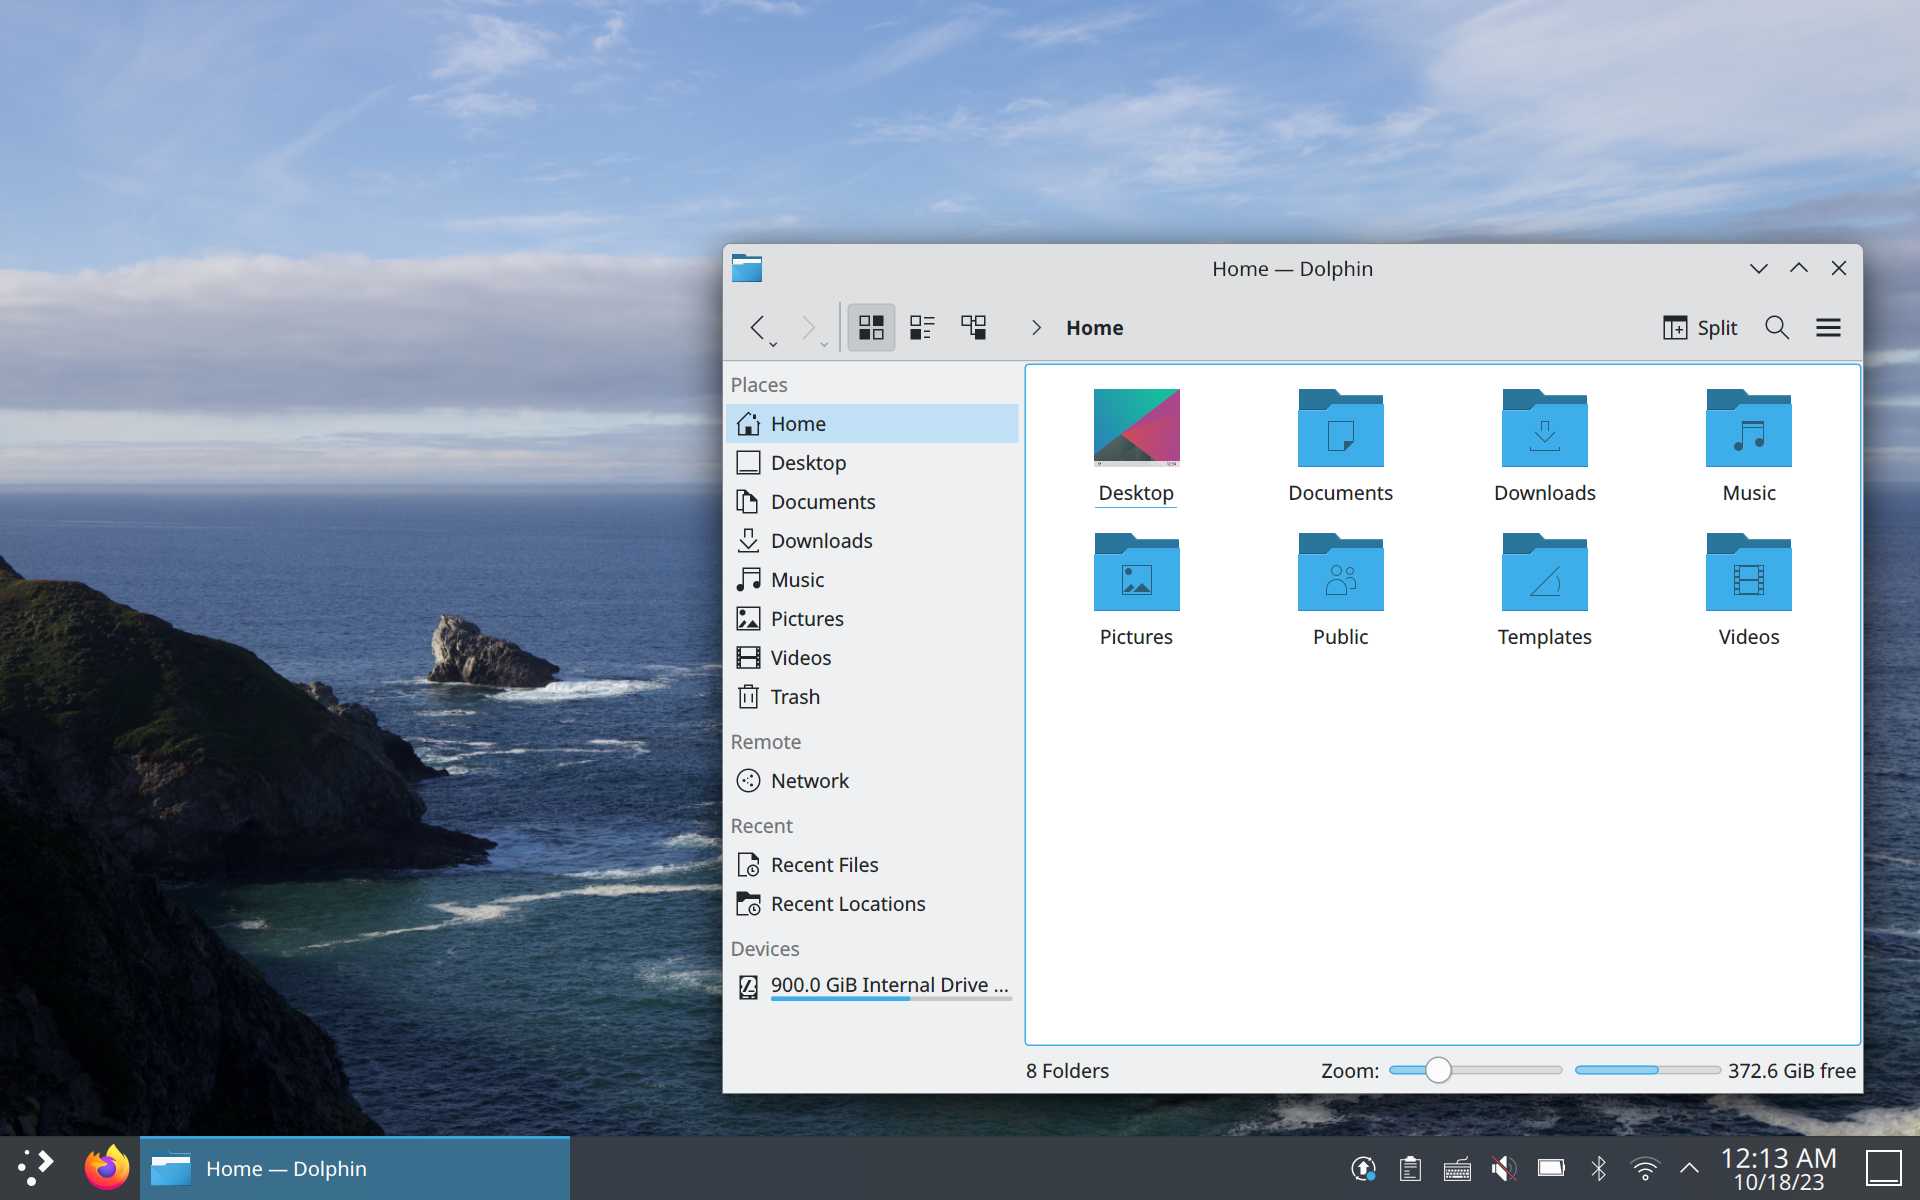 Home — Dolphin
Home
Split
Places
Home
Desktop
Documents
Downloads
Music
Pictures
Videos
Trash
Remote
Network
Recent
Recent Files
Recent Locations
Devices
900.0 GiB Internal Drive ...
Desktop
Documents
Downloads
Music
Pictures
Public
Templates
Videos
8 Folders
Zoom:
372.6 GiB free
Home — Dolphin
12:13 AM
10/18/23